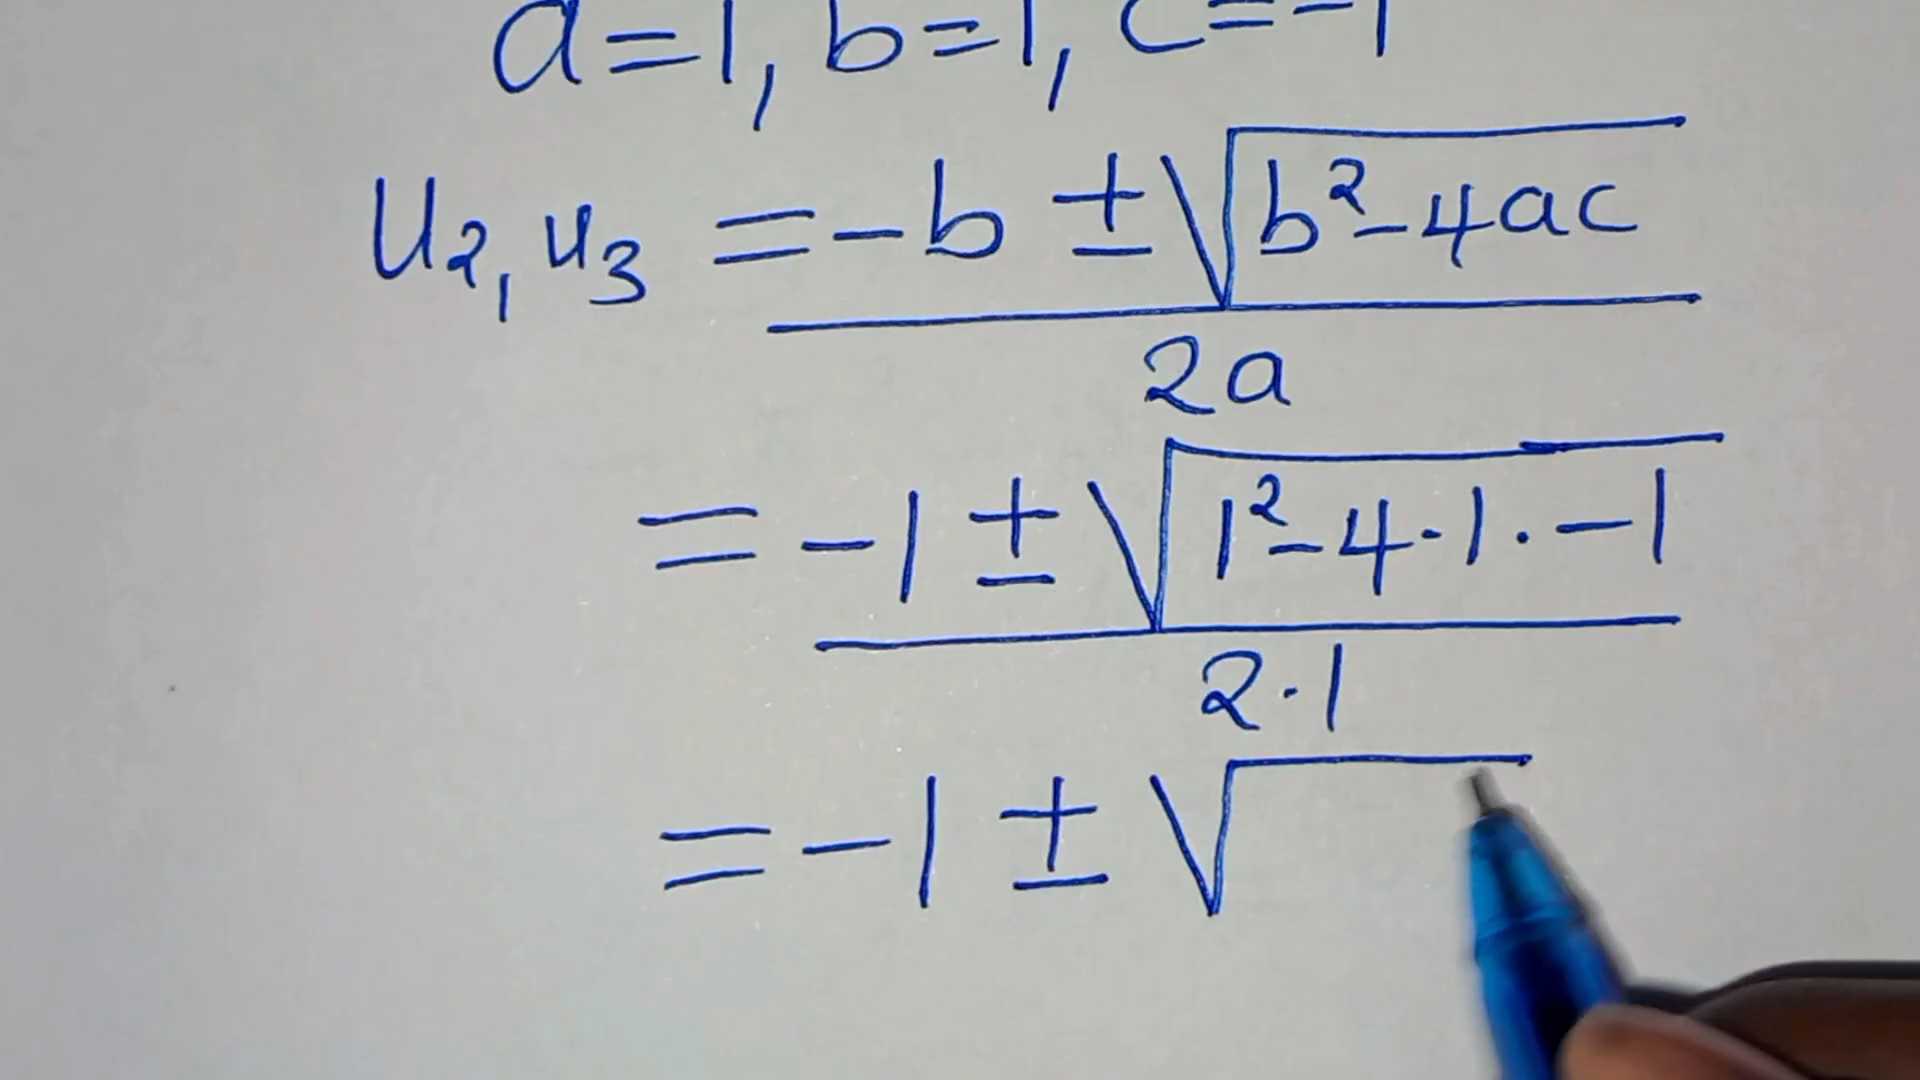 a=1, b=1, c=-1
u₂, u₃ = -b ± √b²-4ac
2a
= -1 ± √1²-4·1·-1
2·1
= -1 ± √